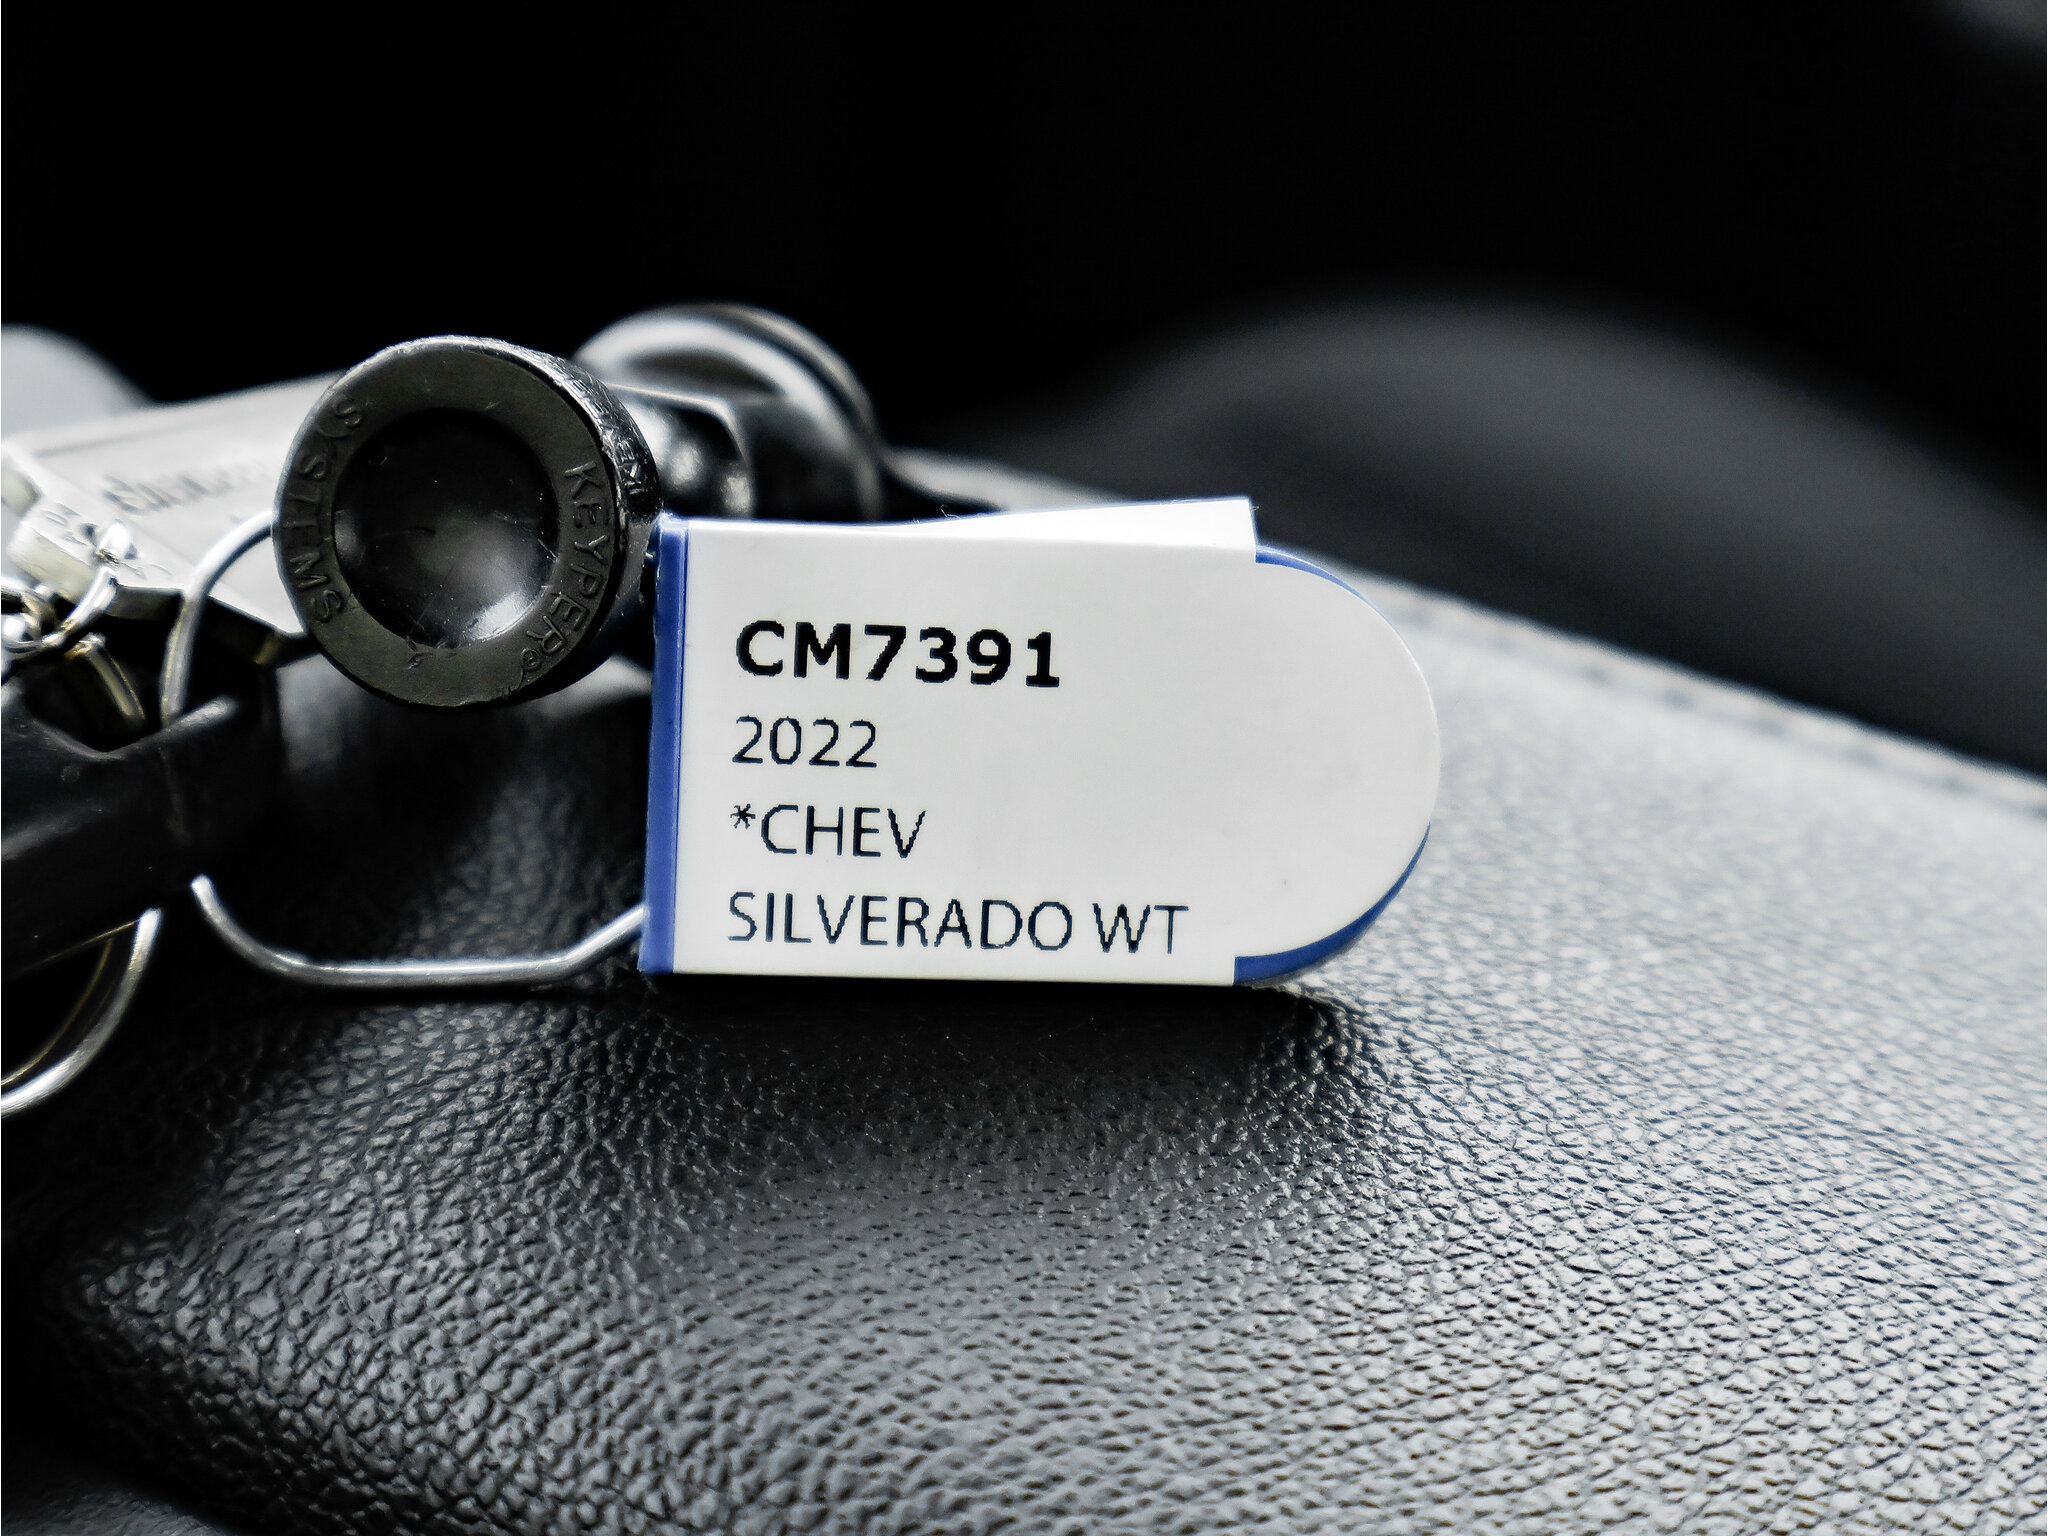 SYSTEMS
KEYPER®
CM7391
2022
*CHEV
SILVERADO WT